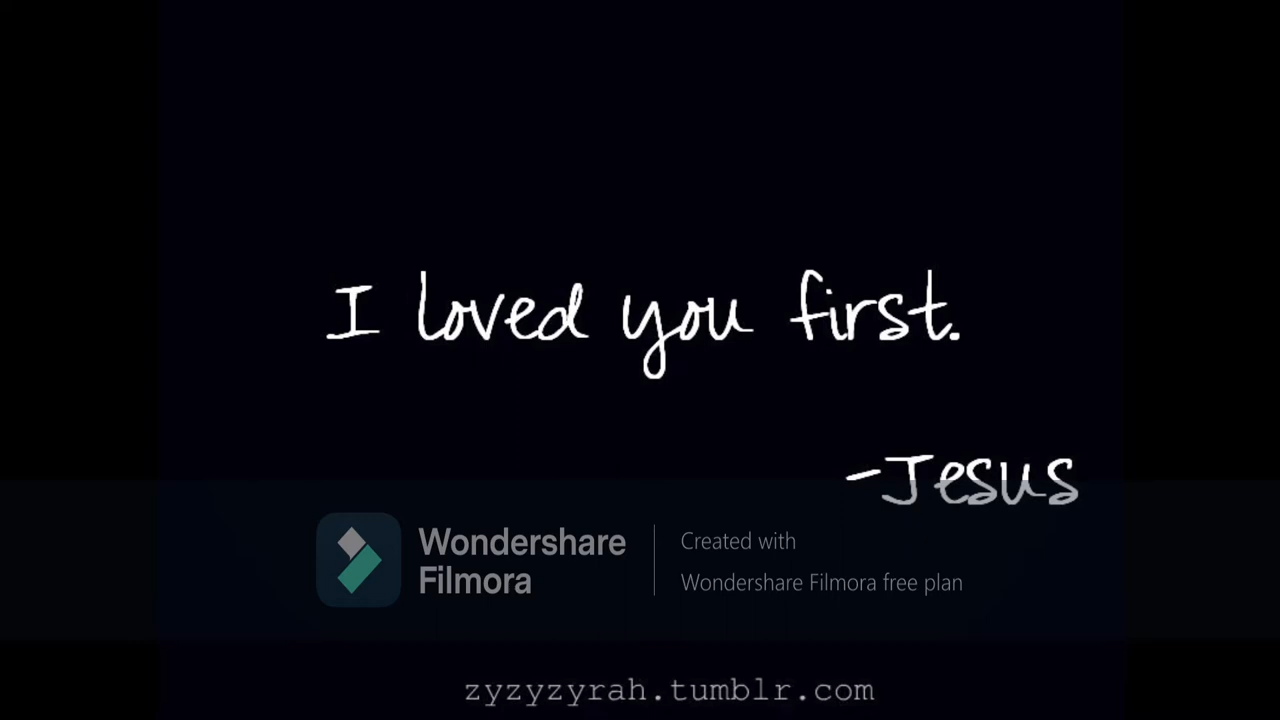 I loved you first.
-Jesus
Wondershare
Filmora
Created with
Wondershare Filmora free plan
zyzyzyrah.tumblr.com